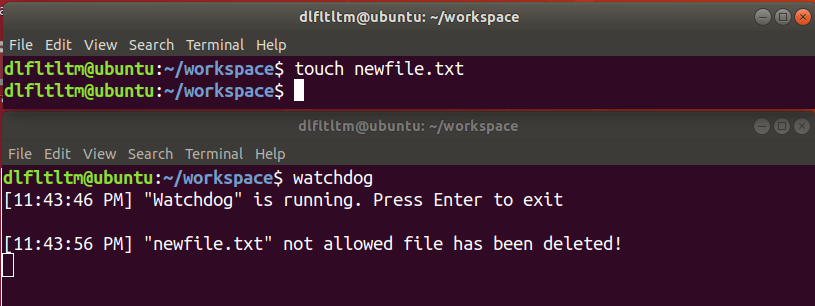 dlfltltm@ubuntu: ~/workspace
File Edit View Search Terminal Help
dlfltltm@ubuntu:~/workspace$ touch newfile.txt
dlfltltm@ubuntu:~/workspace$
dlfltltm@ubuntu: ~/workspace
File Edit View Search Terminal Help
dlfltltm@ubuntu:~/workspace$ watchdog
[11:43:46 PM] "Watchdog" is running. Press Enter to exit
[11:43:56 PM] "newfile.txt" not allowed file has been deleted!